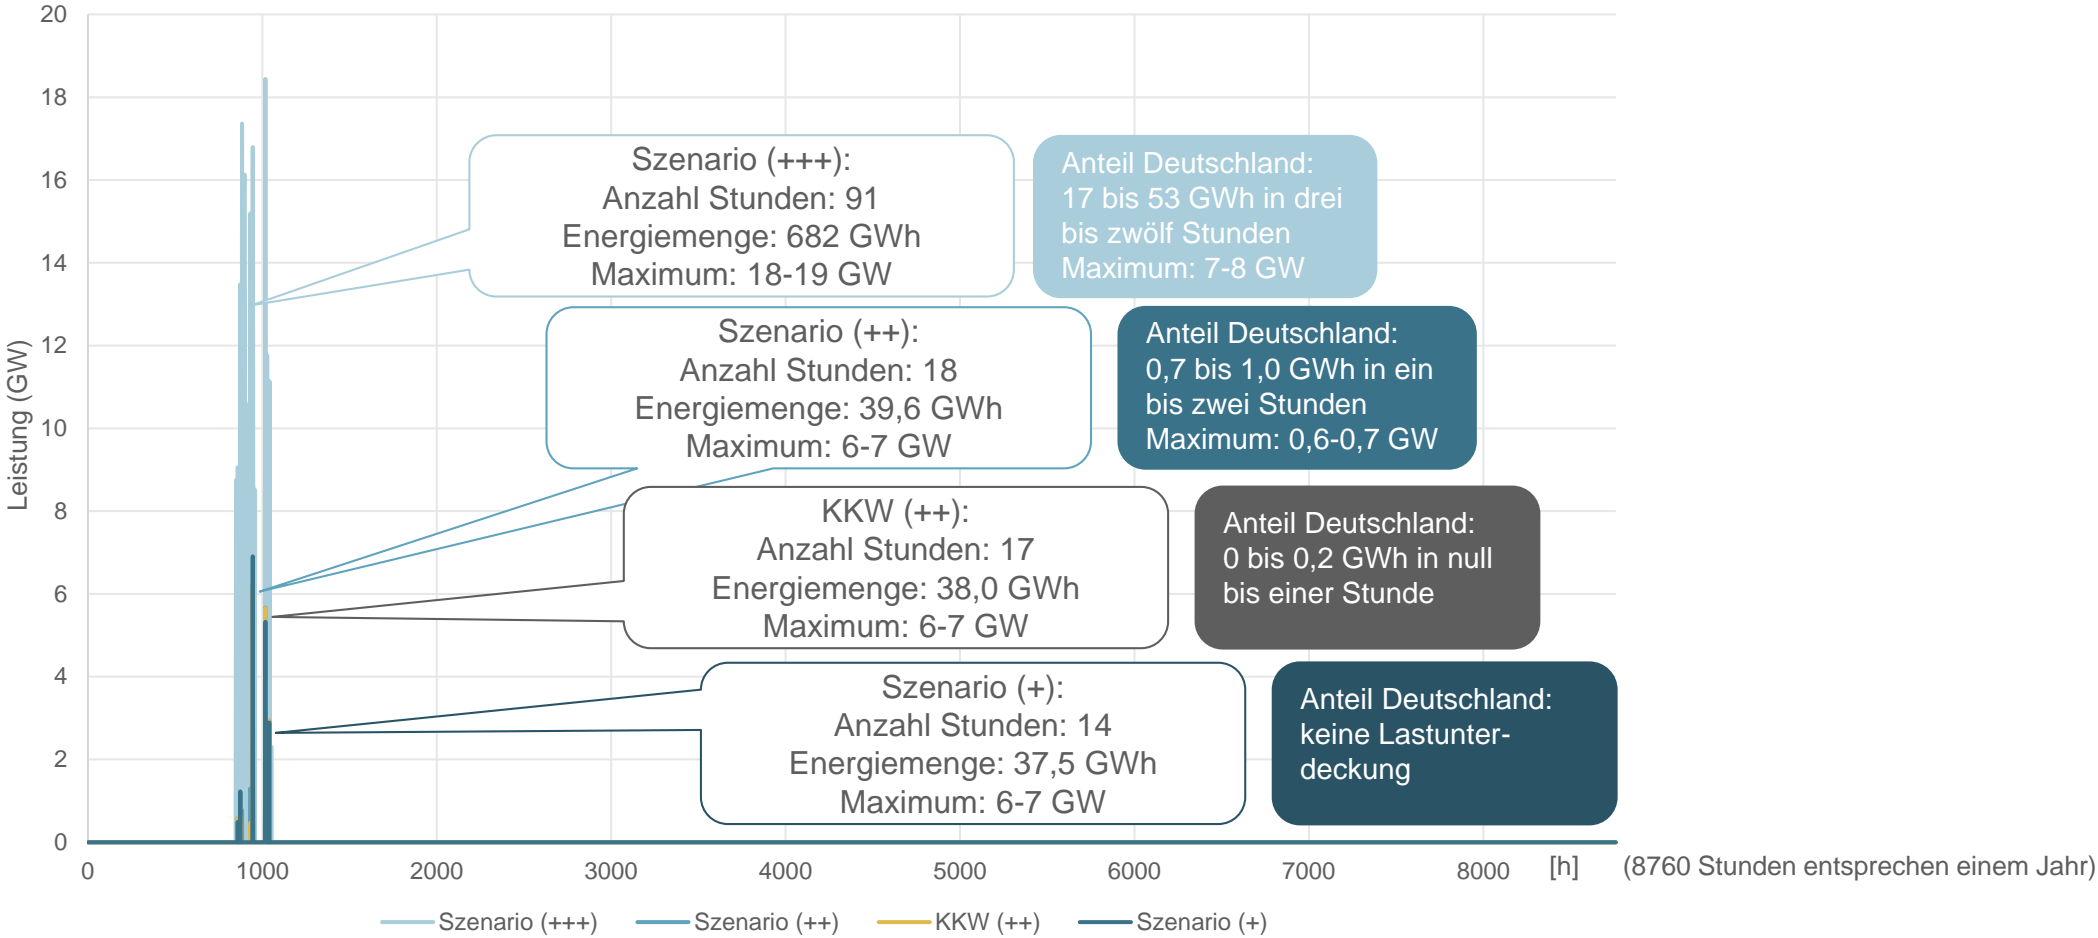 20
18
16
14
12
10
8
6
4
2
0
Leistung (GW)
Szenario (+++):
Anzahl Stunden: 91
Energiemenge: 682 GWh
Maximum: 18-19 GW
Anteil Deutschland:
17 bis 53 GWh in drei
bis zwölf Stunden
Maximum: 7-8 GW
Szenario (++):
Anzahl Stunden: 18
Energiemenge: 39,6 GWh
Maximum: 6-7 GW
Anteil Deutschland:
0,7 bis 1,0 GWh in ein
bis zwei Stunden
Maximum: 0,6-0,7 GW
KKW (++):
Anzahl Stunden: 17
Energiemenge: 38,0 GWh
Maximum: 6-7 GW
Anteil Deutschland:
0 bis 0,2 GWh in null
bis einer Stunde
Szenario (+):
Anzahl Stunden: 14
Energiemenge: 37,5 GWh
Maximum: 6-7 GW
Anteil Deutschland:
keine Lastunter-
deckung
0 1000 2000 3000 4000 5000 6000 7000 8000 [h] (8760 Stunden entsprechen einem Jahr)
Szenario (+++) Szenario (++) KKW (++) Szenario (+)